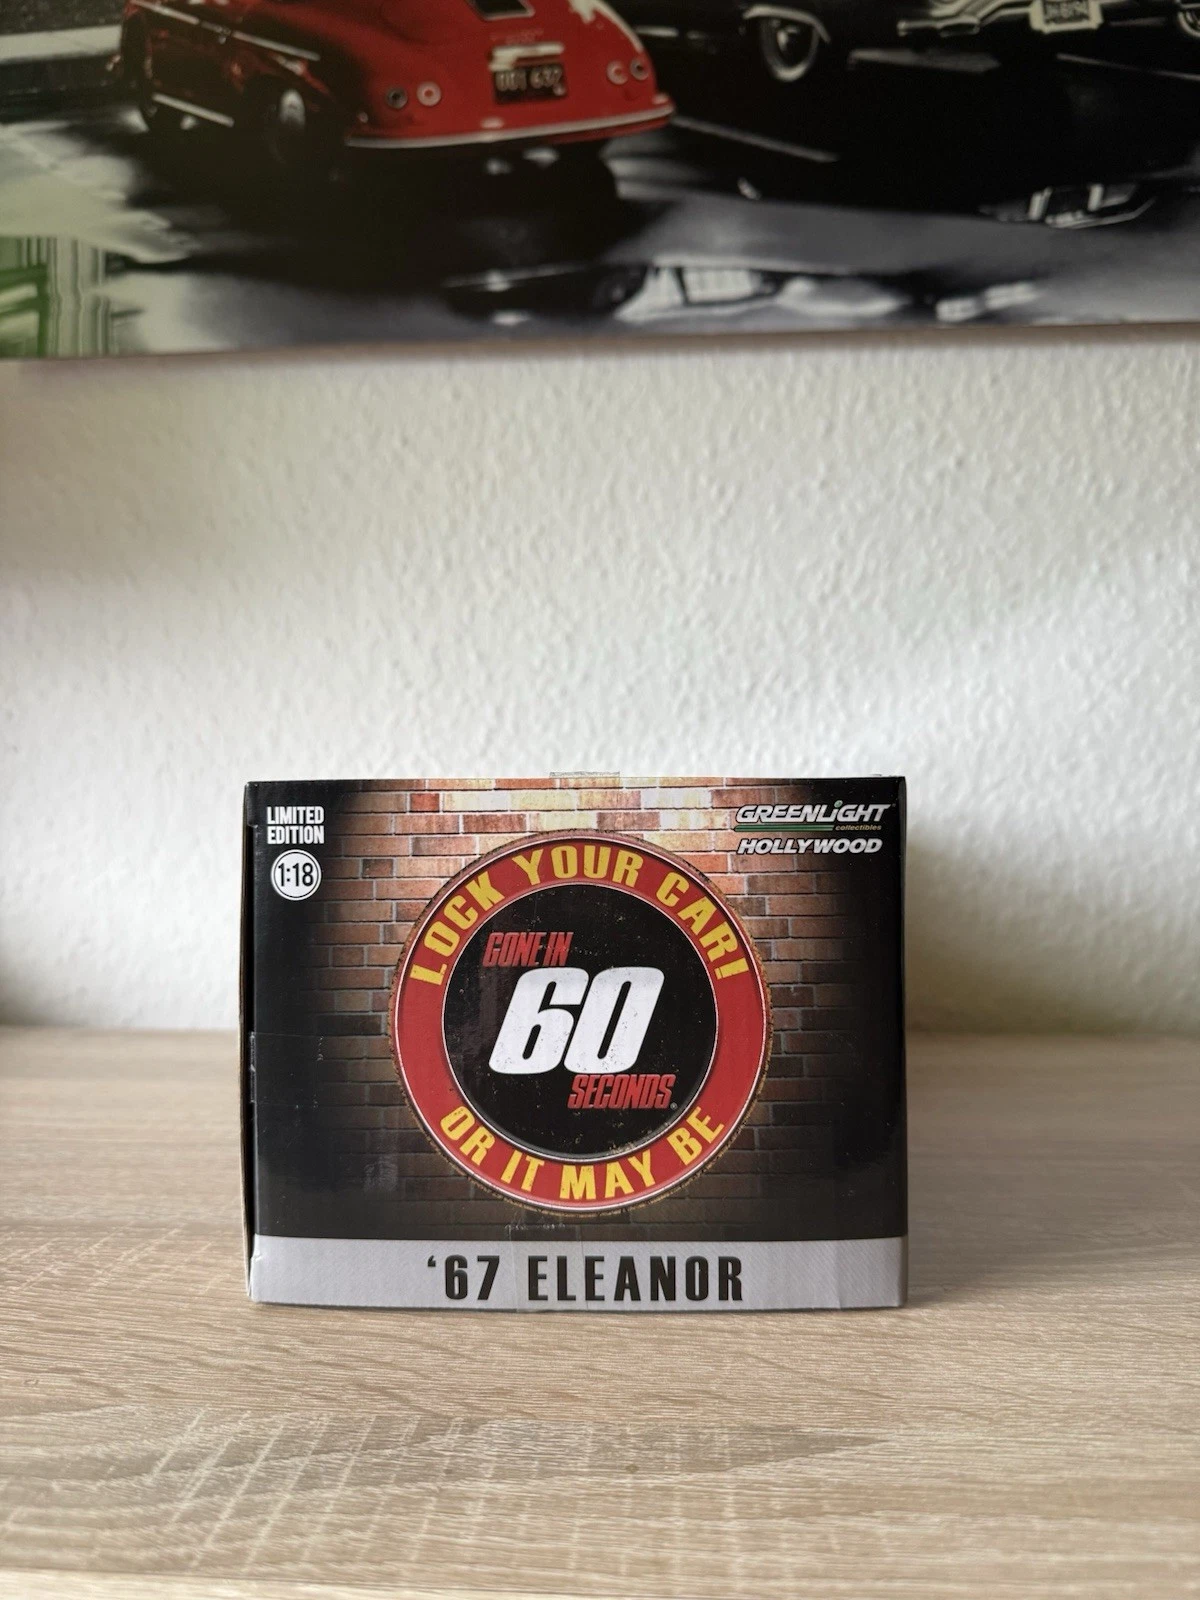 LIMITED
EDITION
1:18
GREENLiGHT
collectibles
HOLLYWOOD
LOCK YOUR CAR!
GONE IN
60
SECONDS®
OR IT MAY BE
‘67 ELEANOR